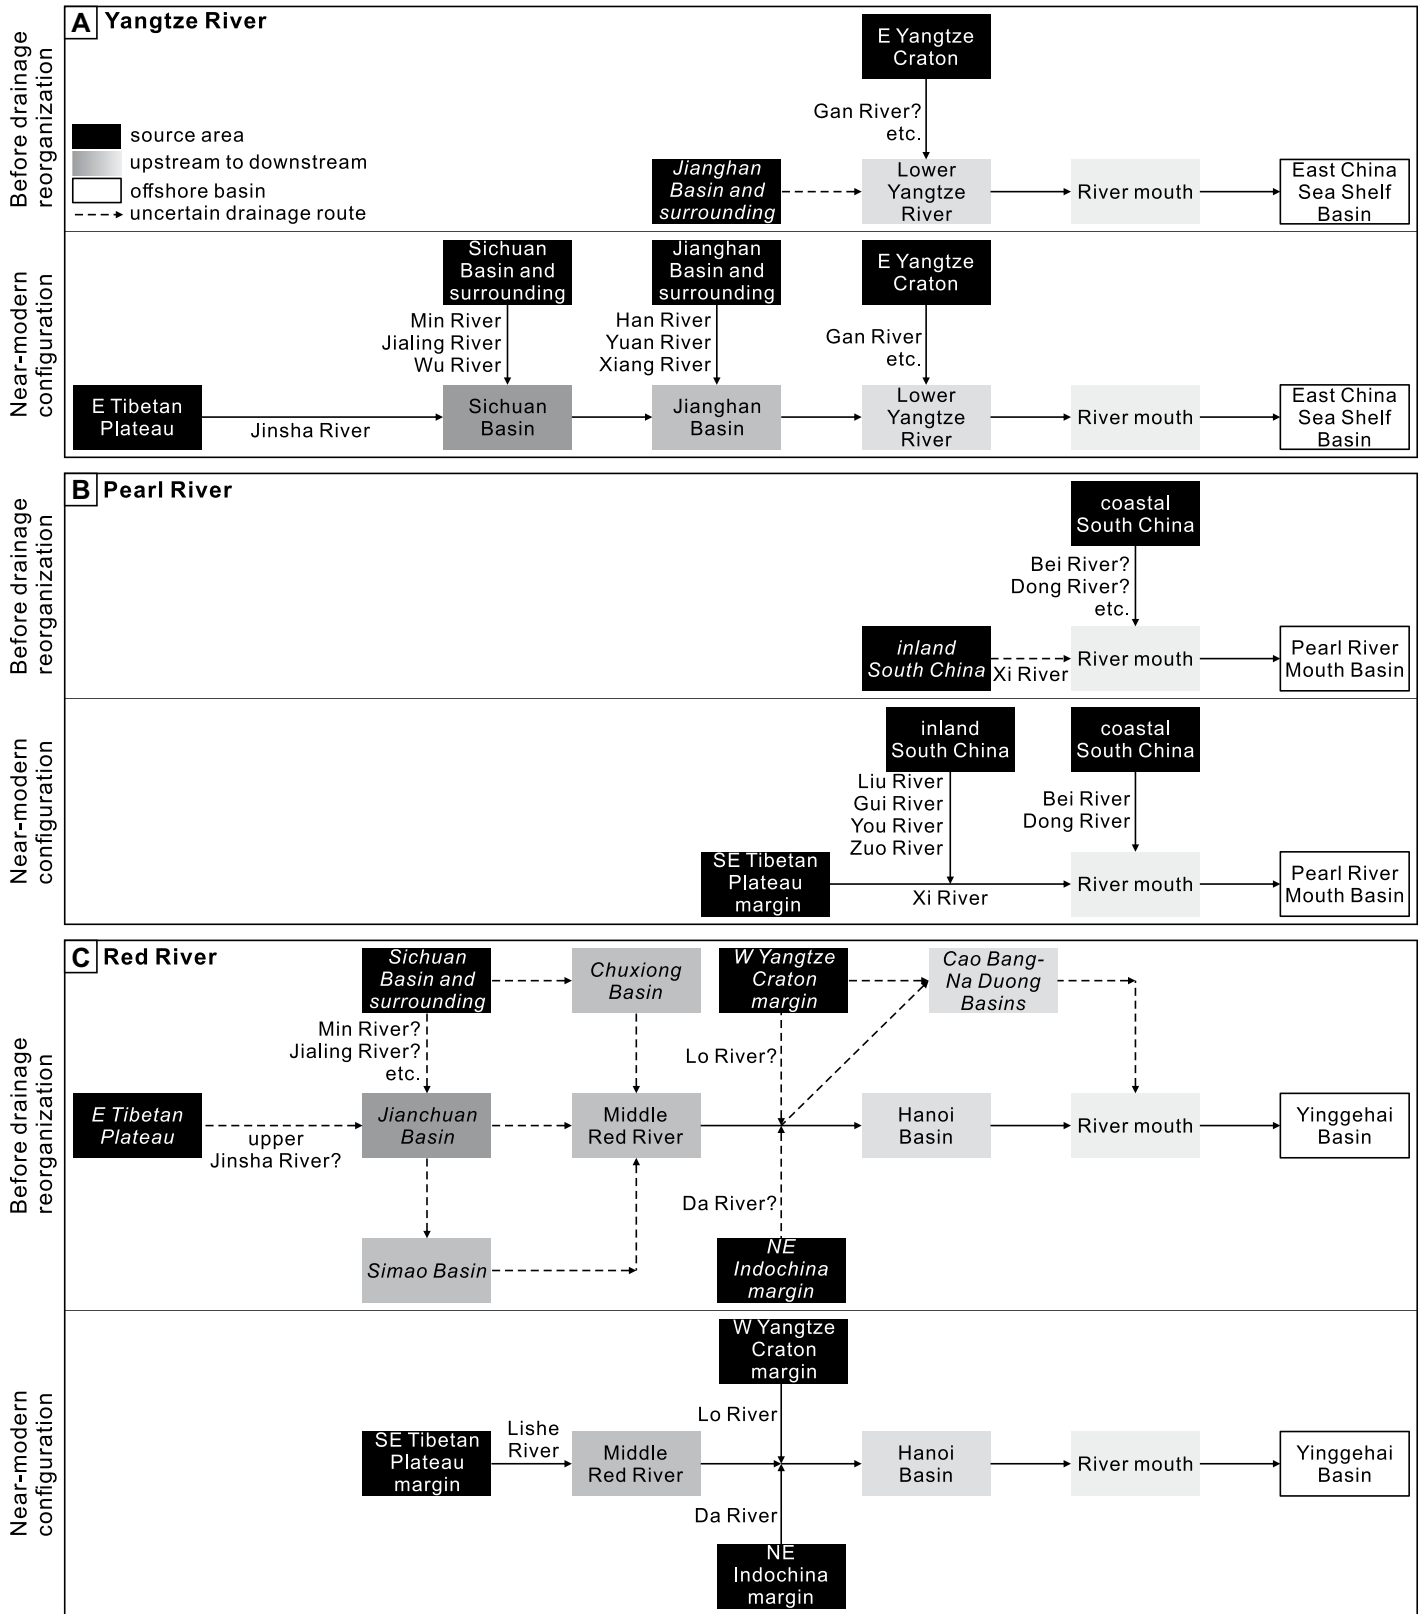 A Yangtze River
Before drainage
reorganization
source area
upstream to downstream
offshore basin
uncertain drainage route
E Yangtze
Craton
Gan River?
etc.
Jianghan
Basin and
surrounding
Lower
Yangtze
River
River mouth
East China
Sea Shelf
Basin
Near-modern
configuration
Sichuan
Basin and
surrounding
Jianghan
Basin and
surrounding
E Yangtze
Craton
Min River
Jialing River
Wu River
Han River
Yuan River
Xiang River
Gan River
etc.
E Tibetan
Plateau
Jinsha River
Sichuan
Basin
Jianghan
Basin
Lower
Yangtze
River
River mouth
East China
Sea Shelf
Basin
B Pearl River
Before drainage
reorganization
coastal
South China
Bei River?
Dong River?
etc.
inland
South China
Xi River
River mouth
Pearl River
Mouth Basin
Near-modern
configuration
inland
South China
coastal
South China
Liu River
Gui River
You River
Zuo River
Bei River
Dong River
SE Tibetan
Plateau
margin
Xi River
River mouth
Pearl River
Mouth Basin
C Red River
Before drainage
reorganization
Sichuan
Basin and
surrounding
Chuxiong
Basin
W Yangtze
Craton
margin
Cao Bang-
Na Duong
Basins
Min River?
Jialing River?
etc.
Lo River?
E Tibetan
Plateau
upper
Jinsha River?
Jianchuan
Basin
Middle
Red River
Hanoi
Basin
River mouth
Yinggehai
Basin
Da River?
Simao Basin
NE
Indochina
margin
Near-modern
configuration
W Yangtze
Craton
margin
Lo River
SE Tibetan
Plateau
margin
Lishe
River
Middle
Red River
Hanoi
Basin
River mouth
Yinggehai
Basin
Da River
NE
Indochina
margin